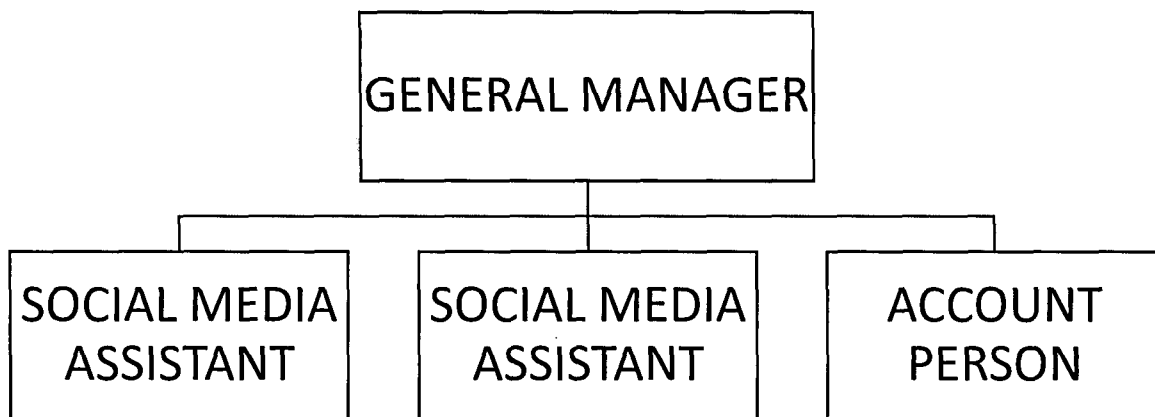 GENERAL MANAGER
SOCIAL MEDIA
ASSISTANT
SOCIAL MEDIA
ASSISTANT
ACCOUNT
PERSON